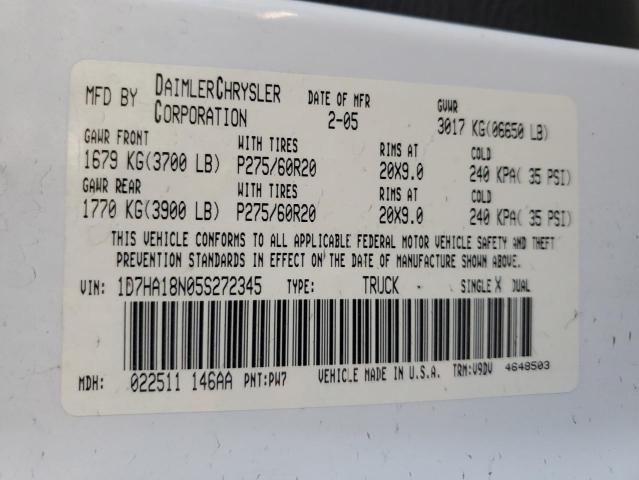 MFD BY DAIMLERCHRYSLER CORPORATION DATE OF MFR 2-05 GVWR 3017 KG(06650 LB)
GAWR FRONT WITH TIRES RIMS AT COLD
1679 KG(3700 LB) P275/60R20 20X9.0 240 KPA( 35 PSI)
GAWR REAR WITH TIRES RIMS AT COLD
1770 KG(3900 LB) P275/60R20 20X9.0 240 KPA( 35 PSI)
THIS VEHICLE CONFORMS TO ALL APPLICABLE FEDERAL MOTOR VEHICLE SAFETY AND THEFT
PREVENTION STANDARDS IN EFFECT ON THE DATE OF MANUFACTURE SHOWN ABOVE.
VIN: 1D7HA18N05S272345 TYPE: TRUCK SINGLE X DUAL
MDH: 022511 146AA PNT:PW7 VEHICLE MADE IN U.S.A. TRM:V9DV 4648503